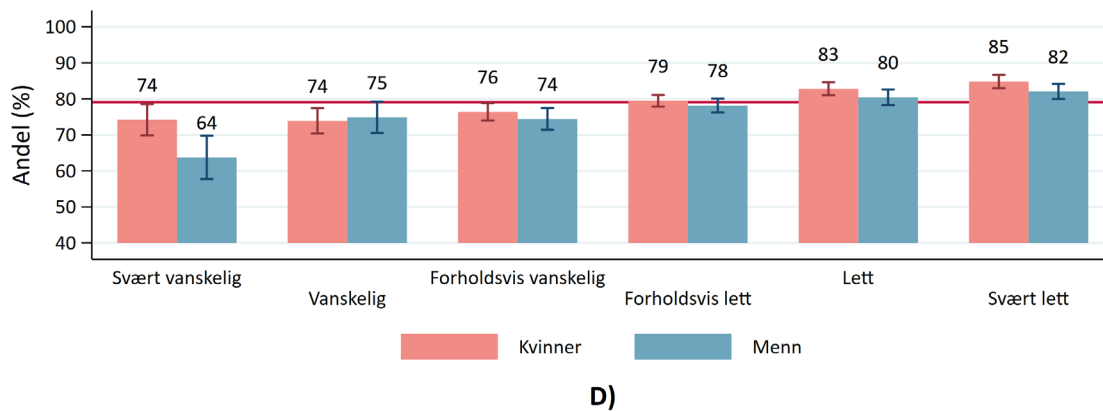 Andel (%)
100
90
80
70
60
50
40
74
64
74
75
76
74
79
78
83
80
85
82
Svært vanskelig
Vanskelig
Forholdsvis vanskelig
Forholdsvis lett
Lett
Svært lett
Kvinner
Menn
D)